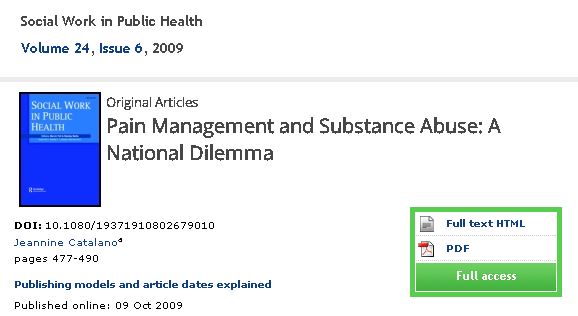 Social Work in Public Health
Volume 24, Issue 6, 2009
SOCIAL WORK
IN PUBLIC
HEALTH
Original Articles
Pain Management and Substance Abuse: A
National Dilemma
DOI: 10.1080/19371910802679010
Jeannine Catalanoª
pages 477-490
Publishing models and article dates explained
Published online: 09 Oct 2009
Full text HTML
PDF
Full access